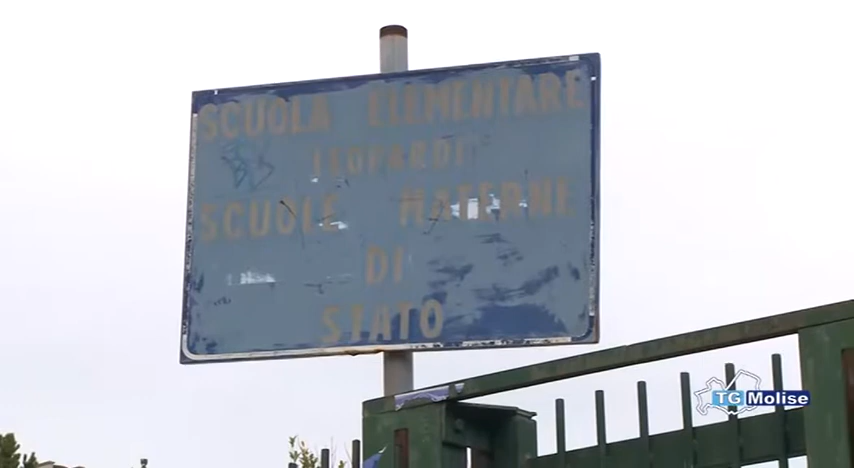 SCUOLA ELEMENTARE
LEOPARDI
SCUOLE MATERNE
DI
STATO
TG Molise